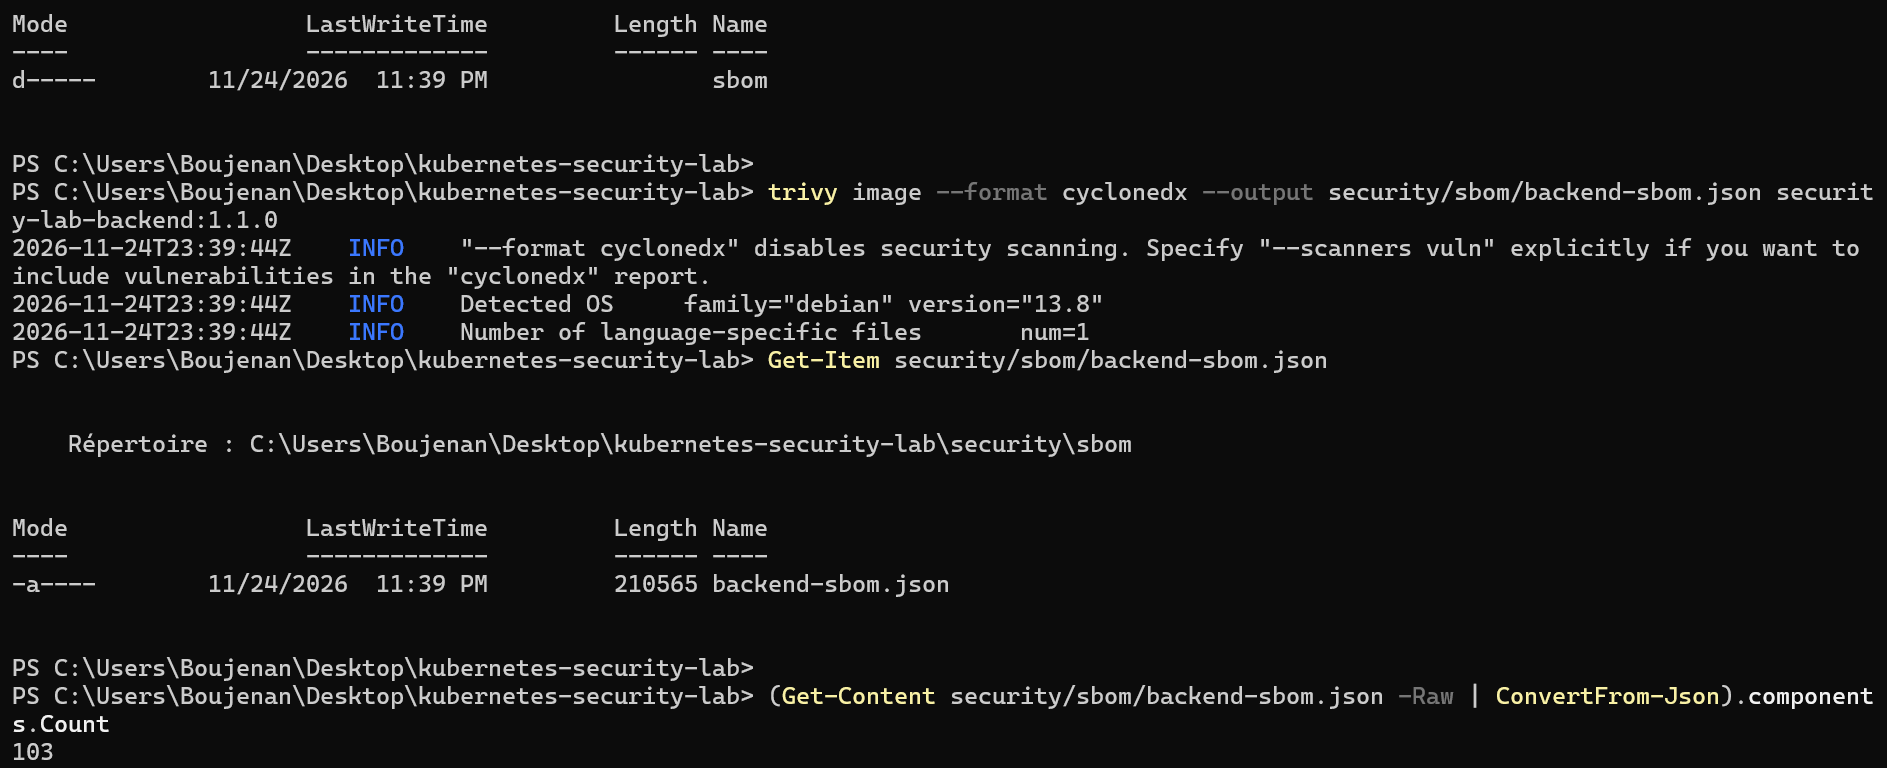 Mode                 LastWriteTime         Length Name
----                 -------------         ------ ----
d-----        11/24/2026  11:39 PM                sbom
PS C:\Users\Boujenan\Desktop\kubernetes-security-lab>
PS C:\Users\Boujenan\Desktop\kubernetes-security-lab> trivy image --format cyclonedx --output security/sbom/backend-sbom.json securit
y-lab-backend:1.1.0
2026-11-24T23:39:44Z    INFO    "--format cyclonedx" disables security scanning. Specify "--scanners vuln" explicitly if you want to
include vulnerabilities in the "cyclonedx" report.
2026-11-24T23:39:44Z    INFO    Detected OS     family="debian" version="13.8"
2026-11-24T23:39:44Z    INFO    Number of language-specific files       num=1
PS C:\Users\Boujenan\Desktop\kubernetes-security-lab> Get-Item security/sbom/backend-sbom.json
    Répertoire : C:\Users\Boujenan\Desktop\kubernetes-security-lab\security\sbom
Mode                 LastWriteTime         Length Name
----                 -------------         ------ ----
-a----        11/24/2026  11:39 PM         210565 backend-sbom.json
PS C:\Users\Boujenan\Desktop\kubernetes-security-lab>
PS C:\Users\Boujenan\Desktop\kubernetes-security-lab> (Get-Content security/sbom/backend-sbom.json -Raw | ConvertFrom-Json).component
s.Count
103